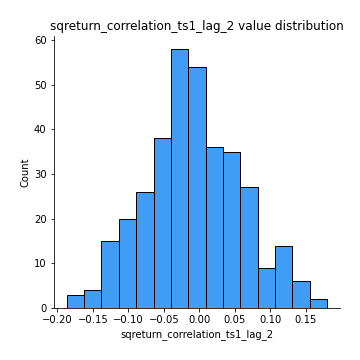 sqreturn_correlation_ts1_lag_2 value distribution
60
50
40
30
20
10
0
Count
−0.20 −0.15 −0.10 −0.05 0.00 0.05 0.10 0.15
sqreturn_correlation_ts1_lag_2